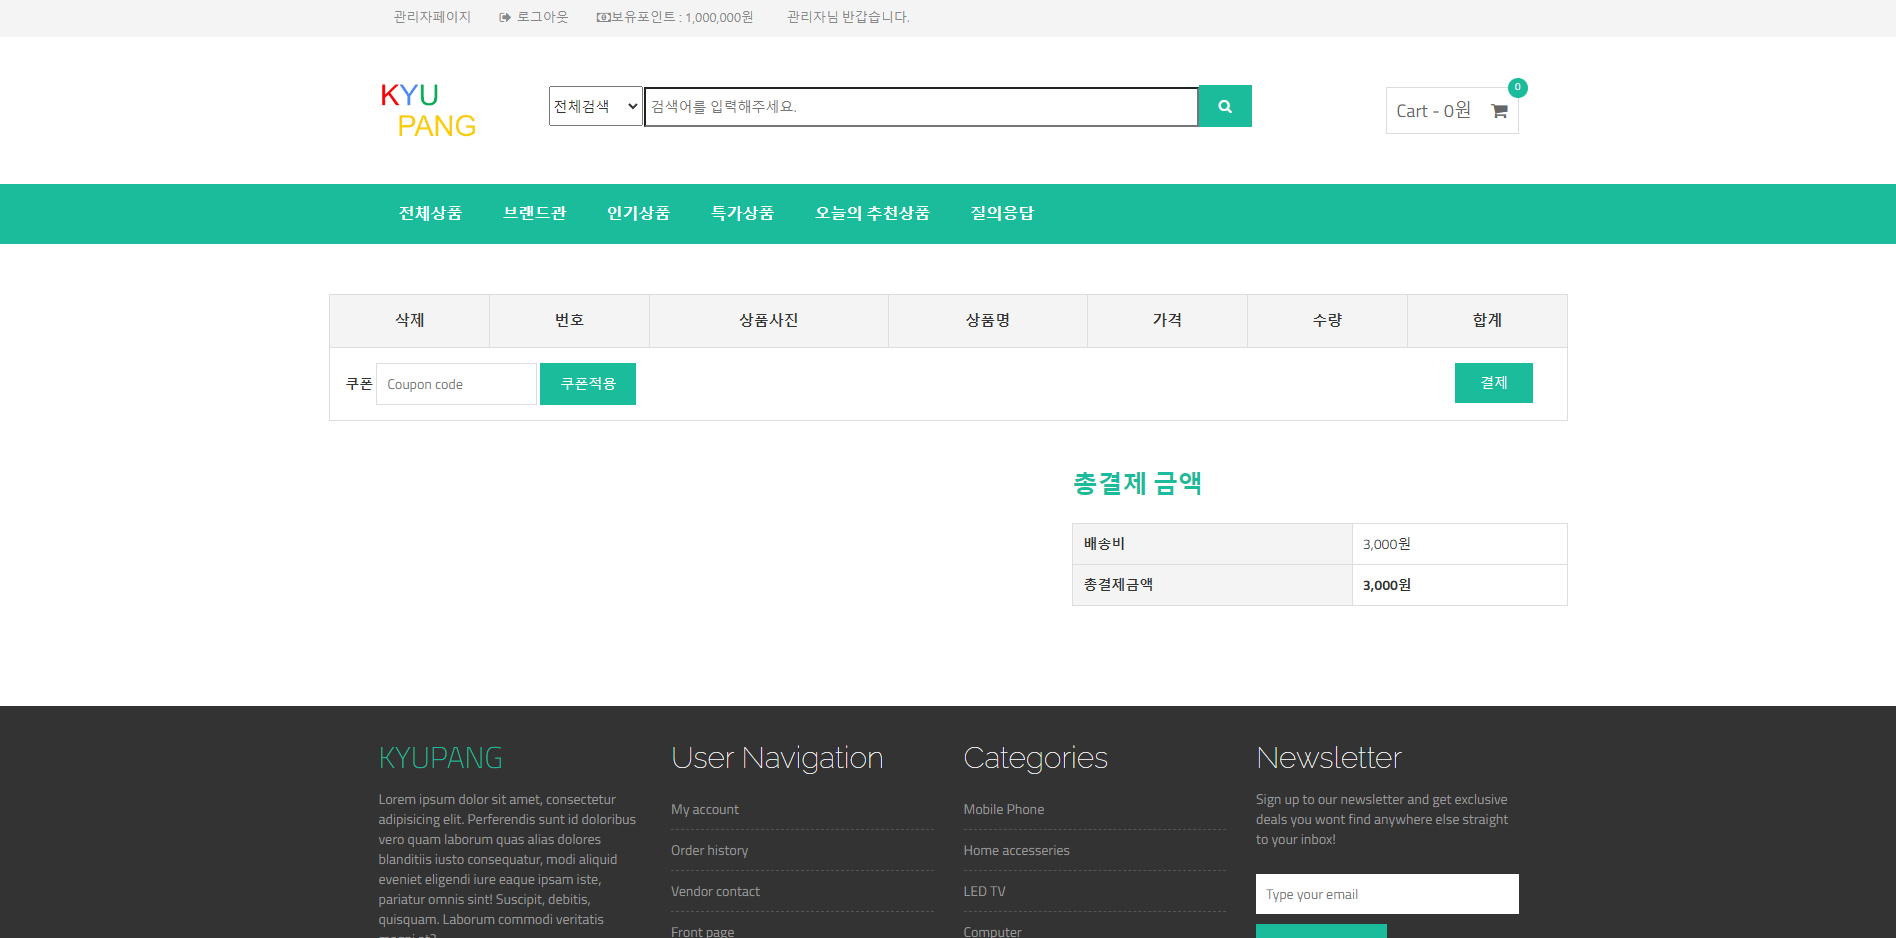 관리자페이지 로그아웃 보유포인트 : 1,000,000원 관리자님 반갑습니다.
KYU
PANG
전체검색 검색어를 입력해주세요.
Cart - 0원 0
전체상품 브랜드관 인기상품 특가상품 오늘의 추천상품 질의응답
삭제 번호 상품사진 상품명 가격 수량 합계
쿠폰 Coupon code 쿠폰적용 결제
총결제 금액
배송비 3,000원
총결제금액 3,000원
KYUPANG
Lorem ipsum dolor sit amet, consectetur
adipisicing elit. Perferendis sunt id doloribus
vero quam laborum quas alias dolores
blanditiis iusto consequatur, modi aliquid
eveniet eligendi iure eaque ipsam iste,
pariatur omnis sint! Suscipit, debitis,
quisquam. Laborum commodi veritatis
User Navigation
My account
Order history
Vendor contact
Front page
Categories
Mobile Phone
Home accesseries
LED TV
Computer
Newsletter
Sign up to our newsletter and get exclusive
deals you wont find anywhere else straight
to your inbox!
Type your email